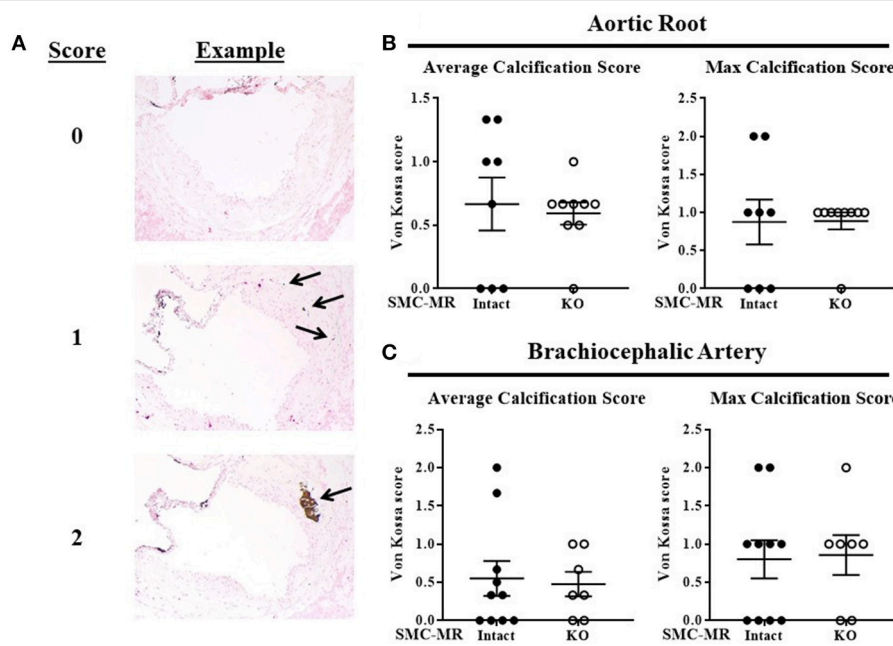 A
Score
Example
0
1
2
B
Aortic Root
Average Calcification Score
Von Kossa score
1.5
1.0
0.5
0.0
SMC-MR
Intact
KO
Max Calcification Score
Von Kossa score
2.5
2.0
1.5
1.0
0.5
0.0
SMC-MR
Intact
KO
C
Brachiocephalic Artery
Average Calcification Score
Von Kossa score
2.5
2.0
1.5
1.0
0.5
0.0
SMC-MR
Intact
KO
Max Calcification Scor
Von Kossa score
2.5
2.0
1.5
1.0
0.5
0.0
SMC-MR
Intact
KO